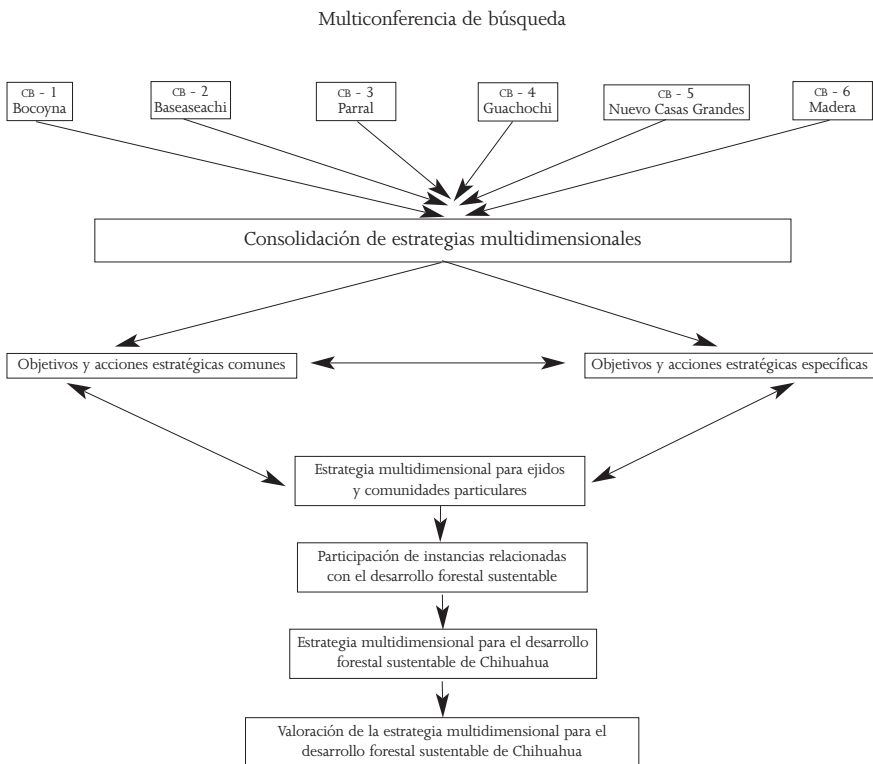 Multiconferencia de búsqueda
CB - 1
Bocoyna
CB - 2
Baseaseachi
CB - 3
Parral
CB - 4
Guachochi
CB - 5
Nuevo Casas Grandes
CB - 6
Madera
Consolidación de estrategias multidimensionales
Objetivos y acciones estratégicas comunes
Objetivos y acciones estratégicas específicas
Estrategia multidimensional para ejidos
y comunidades particulares
Participación de instancias relacionadas
con el desarrollo forestal sustentable
Estrategia multidimensional para el desarrollo
forestal sustentable de Chihuahua
Valoración de la estrategia multidimensional para el
desarrollo forestal sustentable de Chihuahua